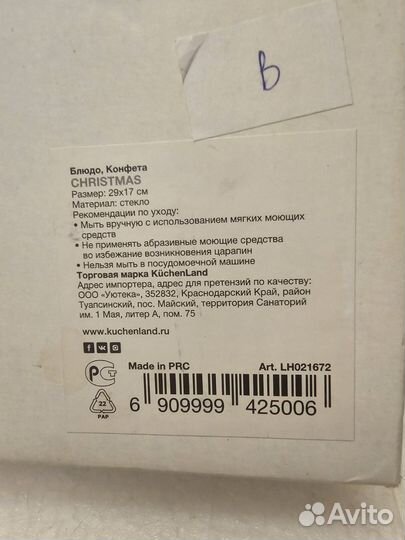 В
Блюдо, Конфета
CHRISTMAS
Размер: 29x17 см
Материал: стекло
Рекомендации по уходу:
• Мыть вручную с использованием мягких моющих
средств
• Не применять абразивные моющие средства
во избежание возникновения царапин
• Нельзя мыть в посудомоечной машине
Торговая марка KüchenLand
Адрес импортера, адрес для претензий по качеству:
ООО «Уютека», 352832, Краснодарский Край, район
Туапсинский, пос. Майский, Территория Санаторий
им. 1 Мая, литер А, пом. 75
www.kuchenland.ru
Made in PRC Art. LH021672
22
PAP
6 909999 425006
Avito